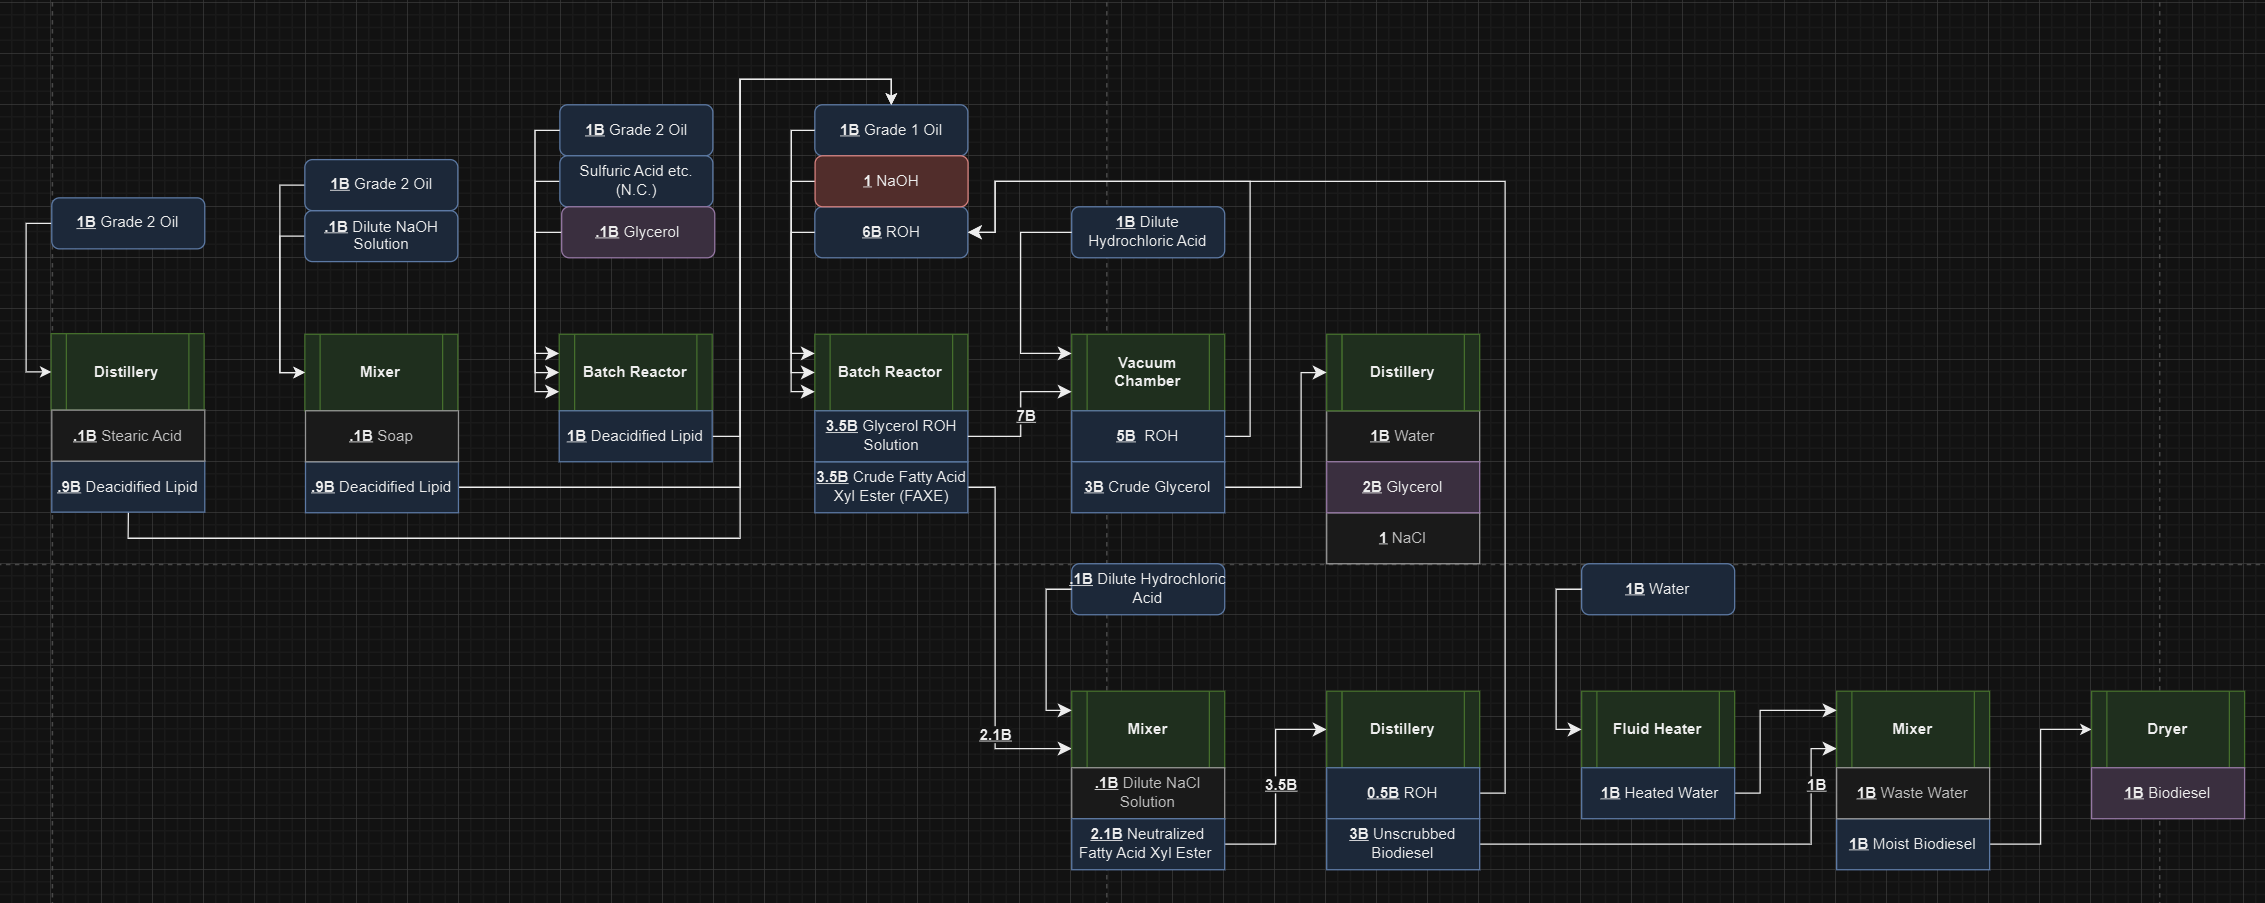 1B Grade 2 Oil
1B Grade 1 Oil
Sulfuric Acid etc.
(N.C.)
1 NaOH
1B Grade 2 Oil
.1B Dilute NaOH
Solution
1B Grade 2 Oil
.1B Glycerol
6B ROH
1B Dilute
Hydrochloric Acid
Distillery
Mixer
Batch Reactor
Batch Reactor
Vacuum
Chamber
Distillery
.1B Stearic Acid
.9B Deacidified Lipid
.1B Soap
.9B Deacidified Lipid
1B Deacidified Lipid
3.5B Glycerol ROH
Solution
3.5B Crude Fatty Acid
Xyl Ester (FAXE)
7B
5B ROH
3B Crude Glycerol
1B Water
2B Glycerol
1 NaCl
.1B Dilute Hydrochloric
Acid
1B Water
2.1B
Mixer
Distillery
Fluid Heater
Mixer
Dryer
.1B Dilute NaCl
Solution
2.1B Neutralized
Fatty Acid Xyl Ester
3.5B
0.5B ROH
3B Unscrubbed
Biodiesel
1B Heated Water
1B
1B Waste Water
1B Moist Biodiesel
1B Biodiesel